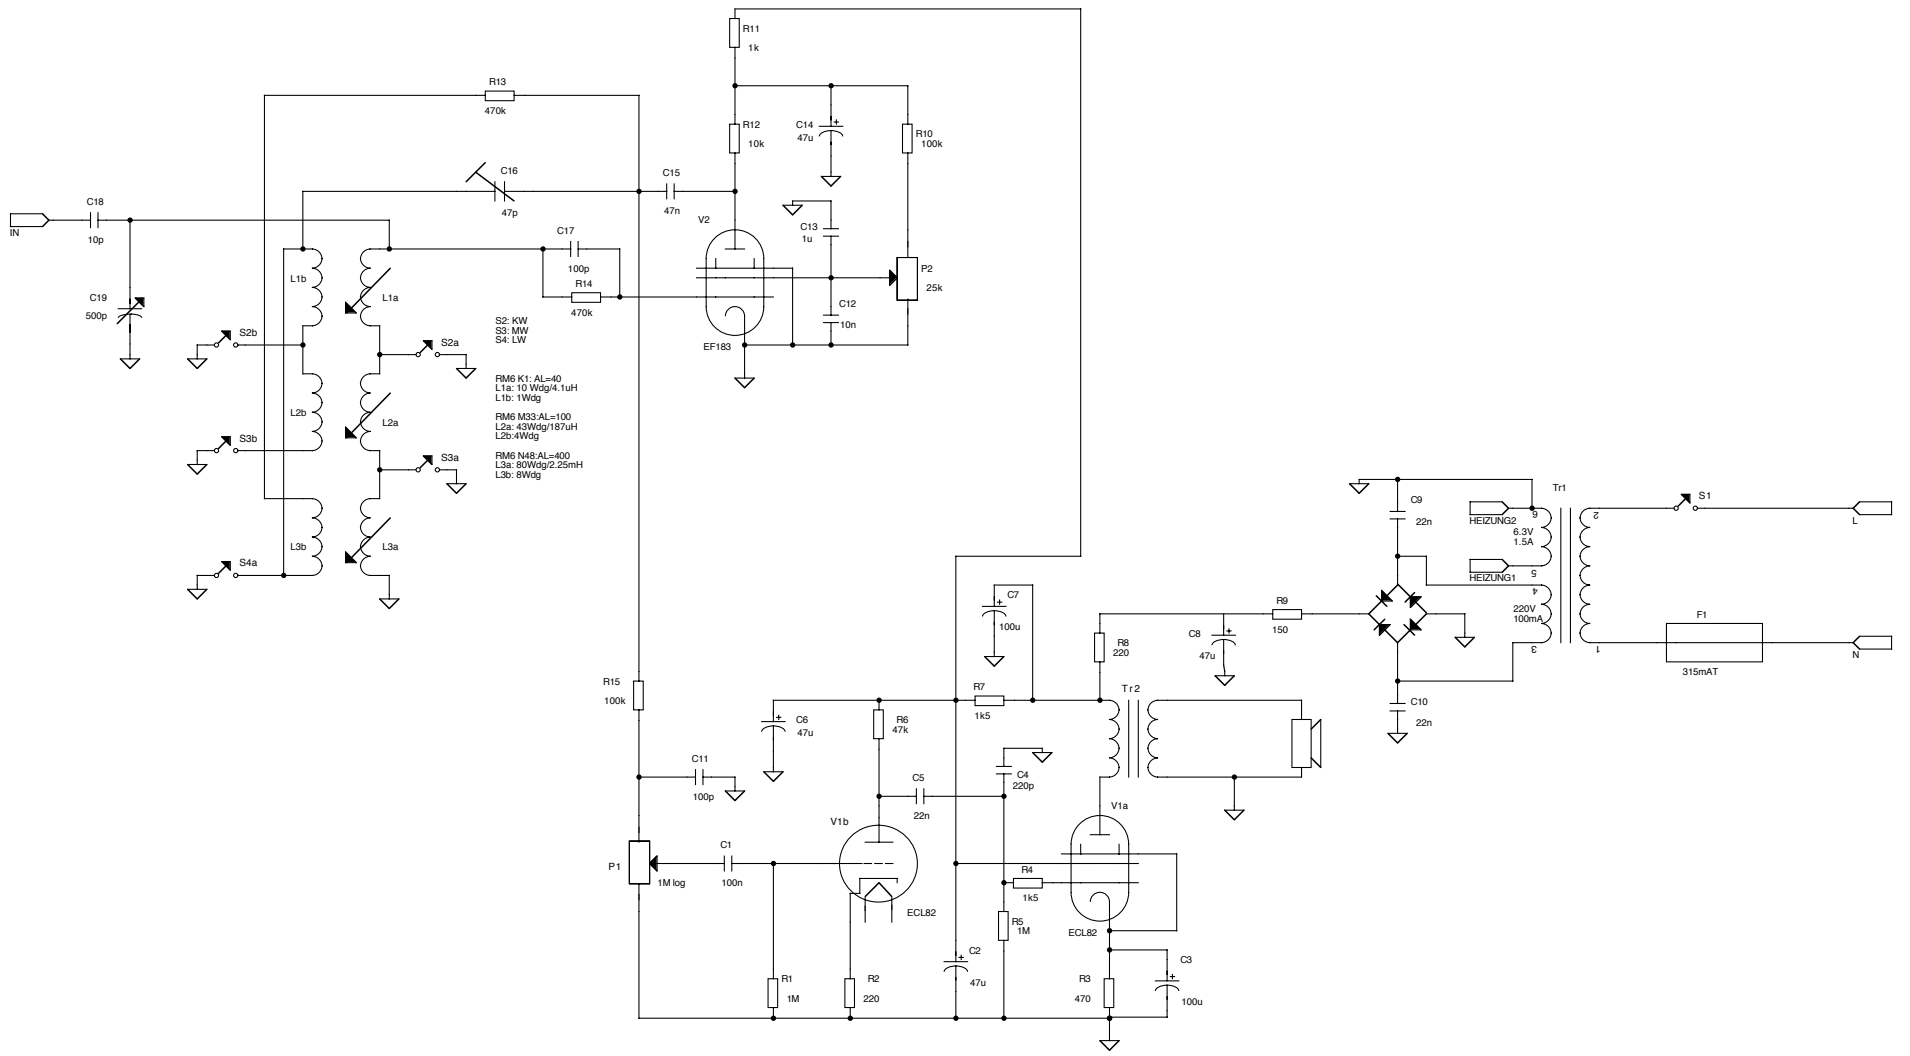 R11
1k
R13
470k
R12
10k
C14
47u
+
R10
100k
C16
47p
C15
47n
C18
10p
IN
V2
C17
100p
C13
1u
P2
25k
L1b
L1a
R14
470k
C19
500p
C12
10n
S2b
S2a
EF183
S2: KW
S3: MW
S4: LW
RM6 K1: AL=40
L1a: 10 Wdg/4.1uH
L1b: 1Wdg
RM6 M33:AL=100
L2a: 43Wdg/187uH
L2b:4Wdg
RM6 N48:AL=400
L3a: 80Wdg/2.25mH
L3b: 8Wdg
L2b
L2a
S3b
S3a
L3b
L3a
S4a
C9
22n
HEIZUNG2
6
6.3V
1.5A
HEIZUNG1
5
4
220V
100mA
3
Tr1
2
1
S1
L
F1
315mAT
N
C7
+
100u
R9
150
C8
+
47u
R8
220
C10
22n
R15
100k
R7
1k5
Tr2
C6
+
47u
R6
47k
C11
100p
C5
22n
C4
220p
V1b
V1a
P1
1M log
C1
100n
ECL82
R4
1k5
R5
1M
ECL82
C2
+
47u
R1
1M
R2
220
R3
470
C3
+
100u